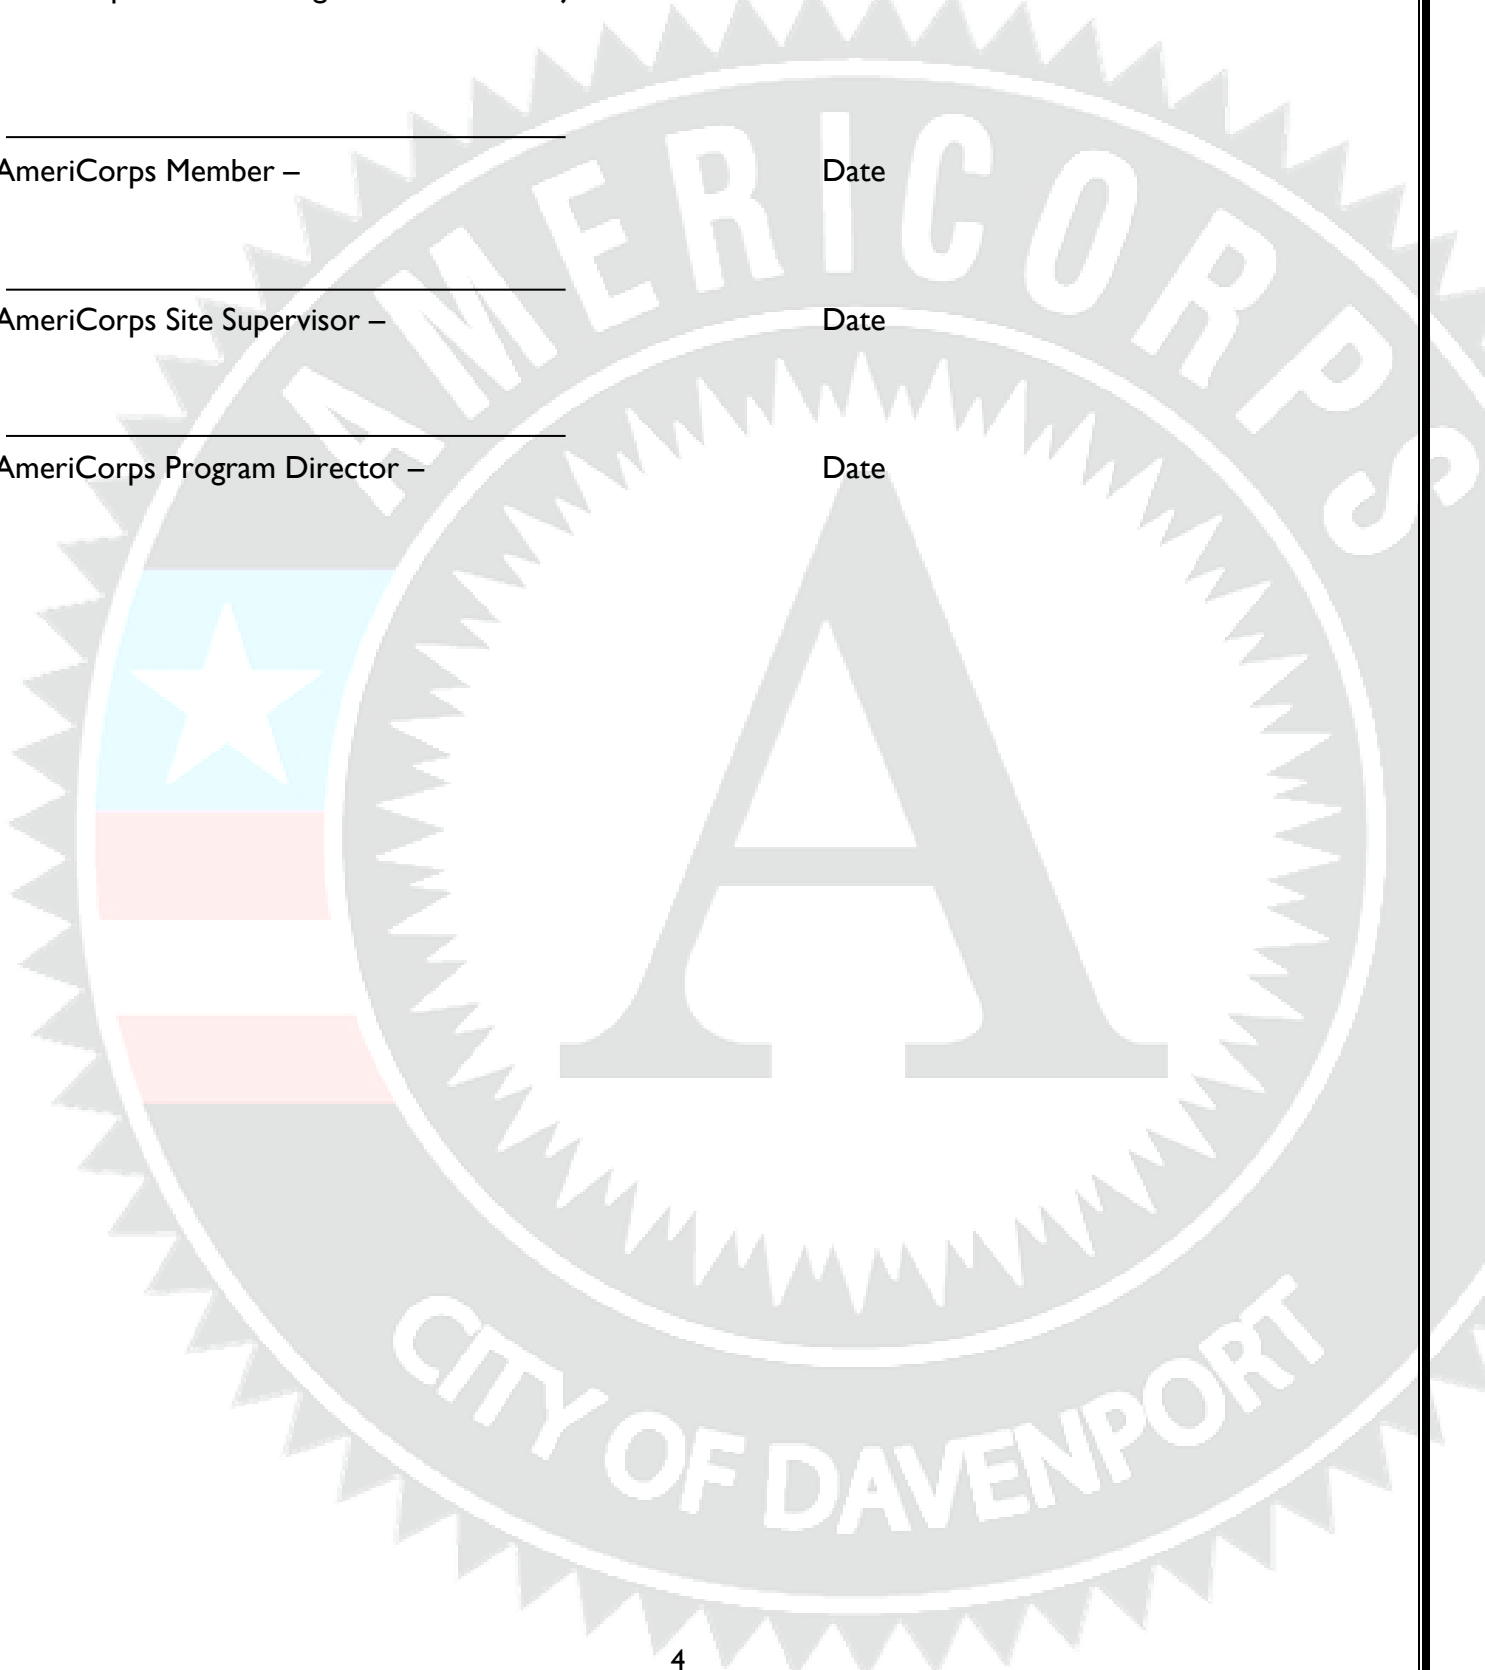 AmeriCorps Member – Date
AmeriCorps Site Supervisor – Date
AmeriCorps Program Director – Date
AMERICORPS
A
CITY OF DAVENPORT
4